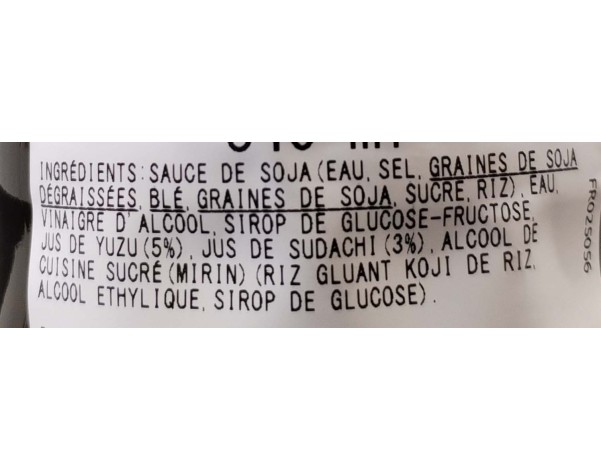 INGRÉDIENTS: SAUCE DE SOJA (EAU, SEL, GRAINES DE SOJA
DÉGRAISSÉES, BLÉ, GRAINES DE SOJA, SUCRE, RIZ), EAU,
VINAIGRE D'ALCOOL, SIROP DE GLUCOSE-FRUCTOSE,
JUS DE YUZU (5%), JUS DE SUDACHI (3%), ALCOOL DE
CUISINE SUCRÉ (MIRIN) (RIZ GLUANT KOJI DE RIZ,
ALCOOL ETHYLIQUE, SIROP DE GLUCOSE).
FR025056